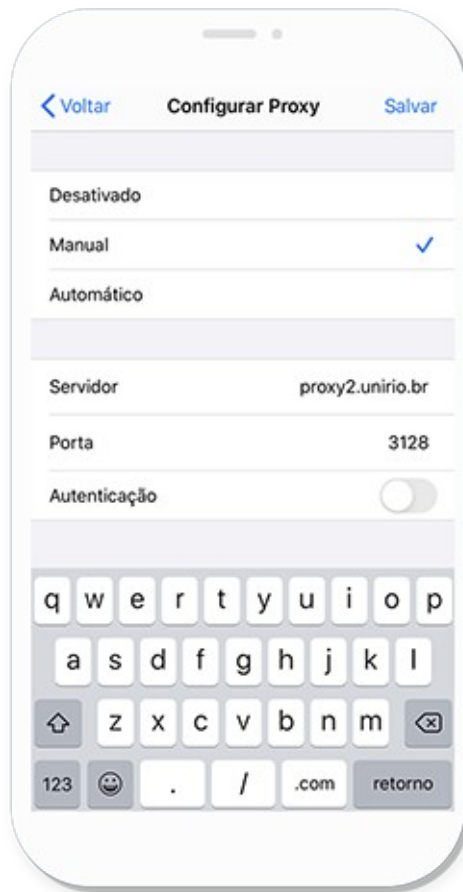 Voltar Configurar Proxy Salvar
Desativado
Manual
Automático
Servidor proxy2.unirio.br
Porta 3128
Autenticação
q w e r t y u i o p
a s d f g h j k l
z x c v b n m
123 . / .com retorno